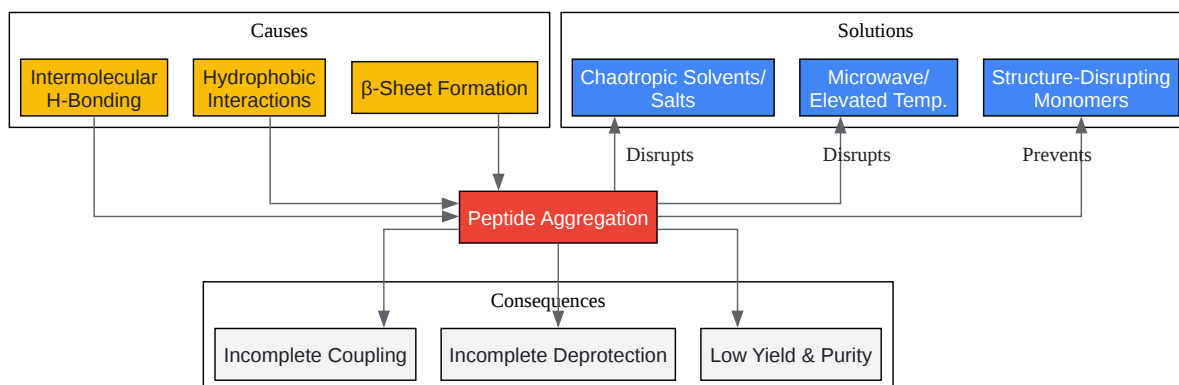 Causes
Intermolecular
H-Bonding
Hydrophobic
Interactions
β-Sheet Formation
Solutions
Chaotropic Solvents/
Salts
Microwave/
Elevated Temp.
Structure-Disrupting
Monomers
Disrupts
Disrupts
Prevents
Peptide Aggregation
Consequences
Incomplete Coupling
Incomplete Deprotection
Low Yield & Purity